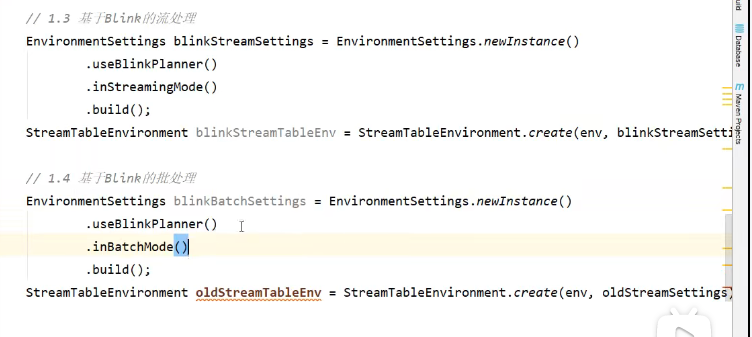 // 1.3 基于Blink的流处理
EnvironmentSettings blinkStreamSettings = EnvironmentSettings.newInstance()
.useBlinkPlanner()
.inStreamingMode()
.build();
StreamTableEnvironment blinkStreamTableEnv = StreamTableEnvironment.create(env, blinkStreamSetti
// 1.4 基于Blink的批处理
EnvironmentSettings blinkBatchSettings = EnvironmentSettings.newInstance()
.useBlinkPlanner()
.inBatchMode()
.build();
StreamTableEnvironment oldStreamTableEnv = StreamTableEnvironment.create(env, oldStreamSettings)
Database
m
Maven Projects